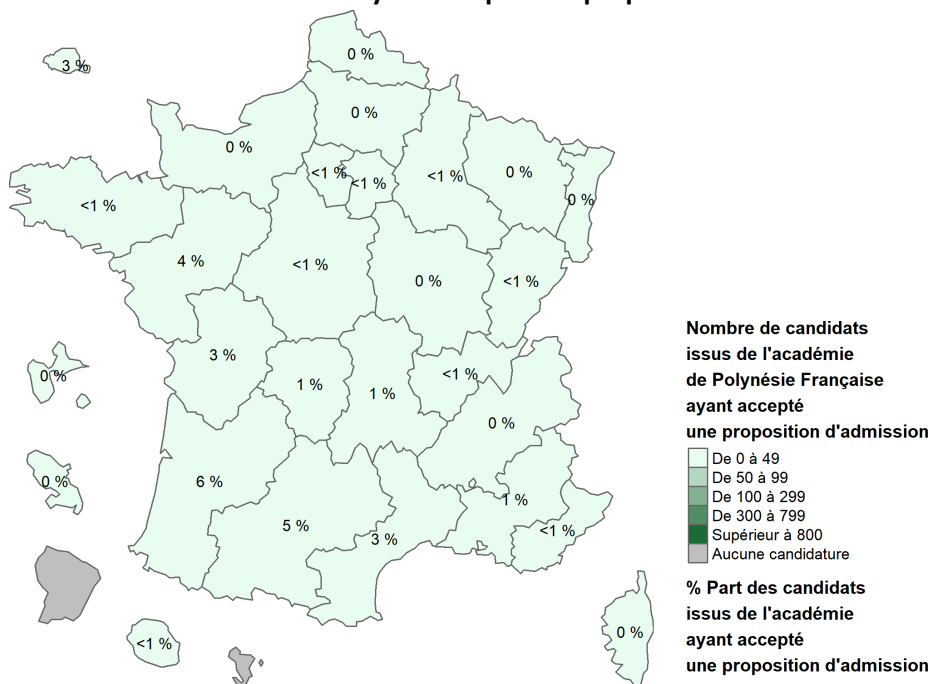 0 %
3 %
0 %
0 %
<1 %
<1 %
<1 %
0 %
0 %
<1 %
4 %
<1 %
0 %
<1 %
3 %
0 %
1 %
1 %
<1 %
0 %
6 %
0 %
5 %
3 %
1 %
<1 %
<1 %
0 %
Nombre de candidats
issus de l'académie
de Polynésie Française
ayant accepté
une proposition d'admission
De 0 à 49
De 50 à 99
De 100 à 299
De 300 à 799
Supérieur à 800
Aucune candidature
% Part des candidats
issus de l'académie
ayant accepté
une proposition d'admission